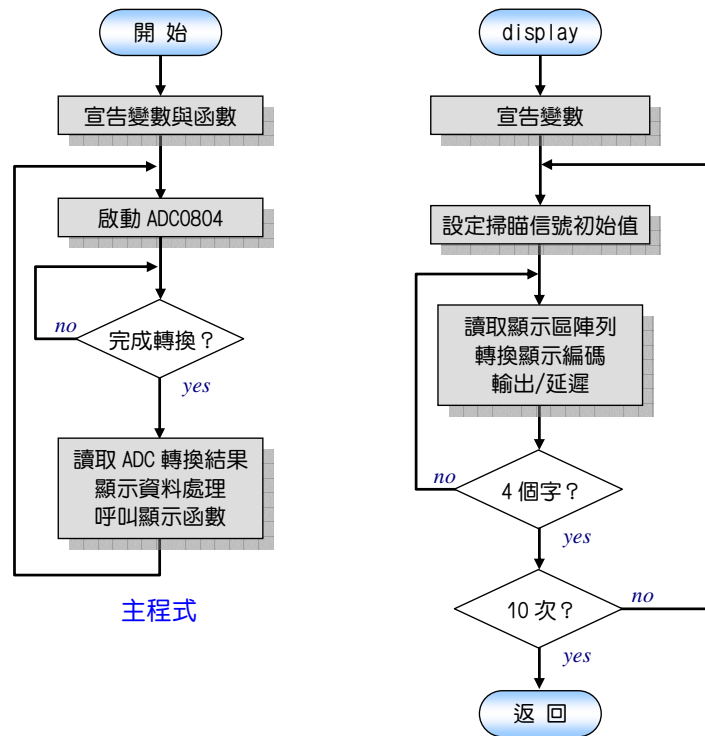 開 始
宣告變數與函數
啟動 ADC0804
no
完成轉換？
yes
讀取 ADC 轉換結果
顯示資料處理
呼叫顯示函數
主程式
display
宣告變數
設定掃瞄信號初始值
讀取顯示區陣列
轉換顯示編碼
輸出/延遲
no
4 個字？
yes
10 次？
no
yes
返 回